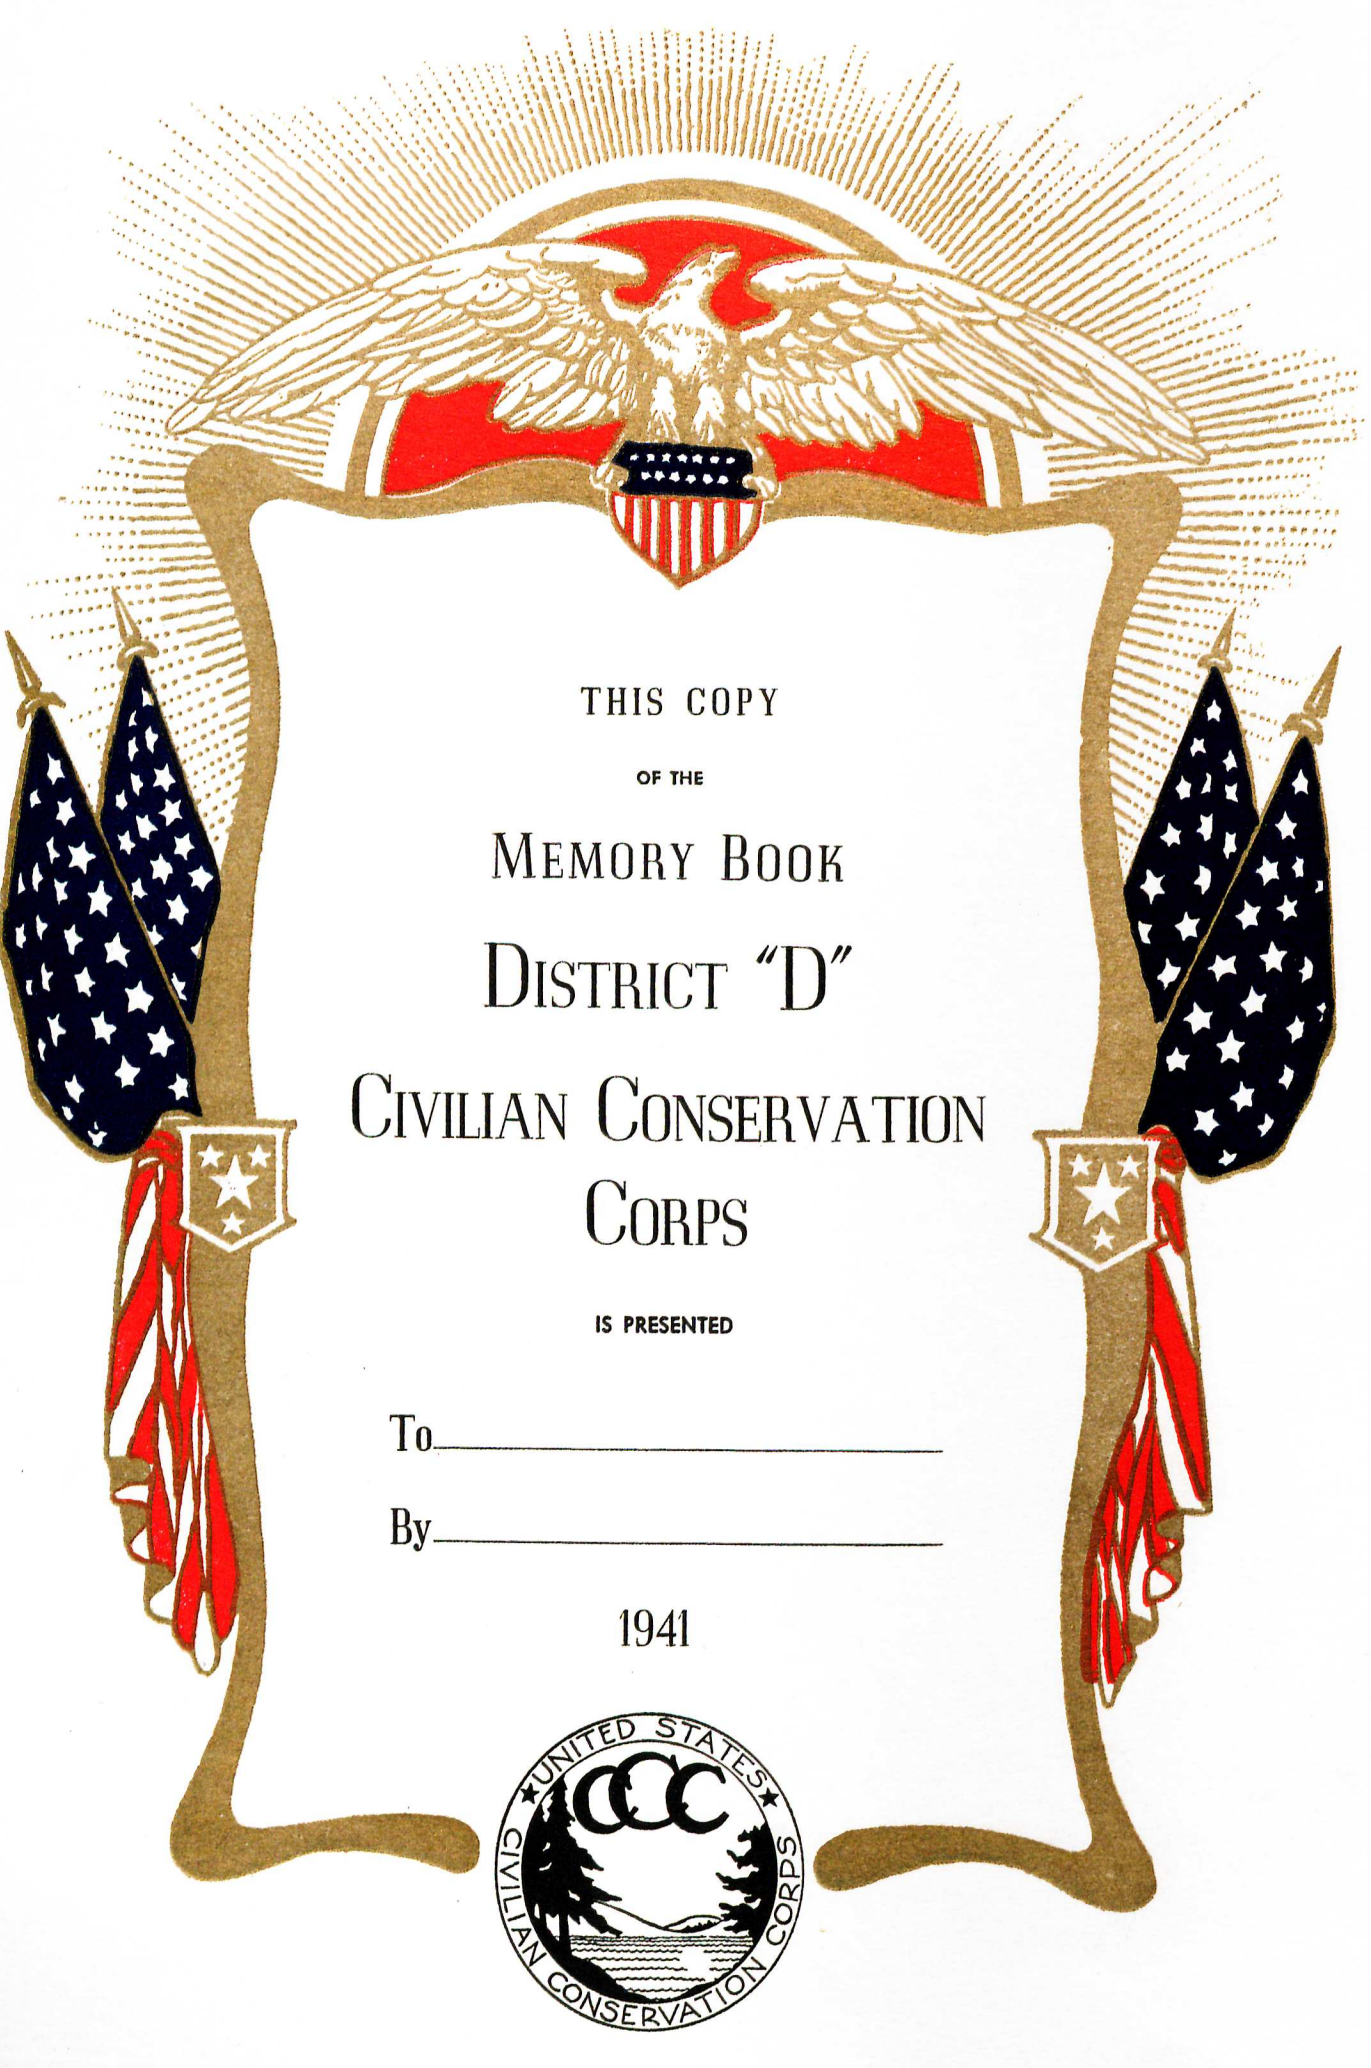 THIS COPY
OF THE
MEMORY BOOK
DISTRICT “D”
CIVILIAN CONSERVATION
CORPS
IS PRESENTED
To
By
1941
★UNITED STATES★
CCC
CIVILIAN CONSERVATION CORPS